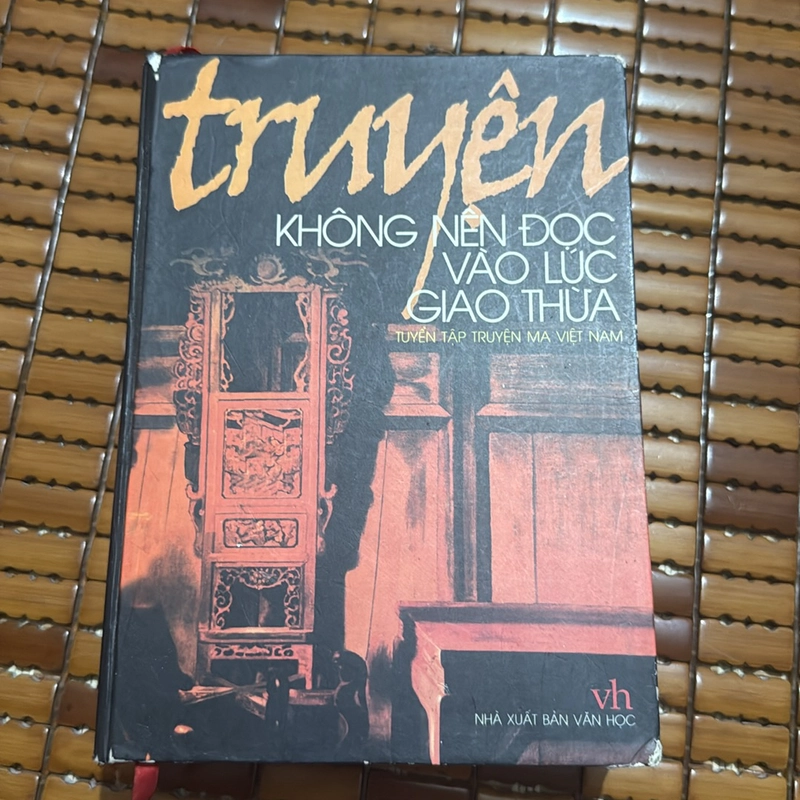 truyện
KHÔNG NÊN ĐỌC
VÀO LÚC
GIAO THỪA
TUYỂN TẬP TRUYỆN MA VIỆT NAM
vh
NHÀ XUẤT BẢN VĂN HỌC